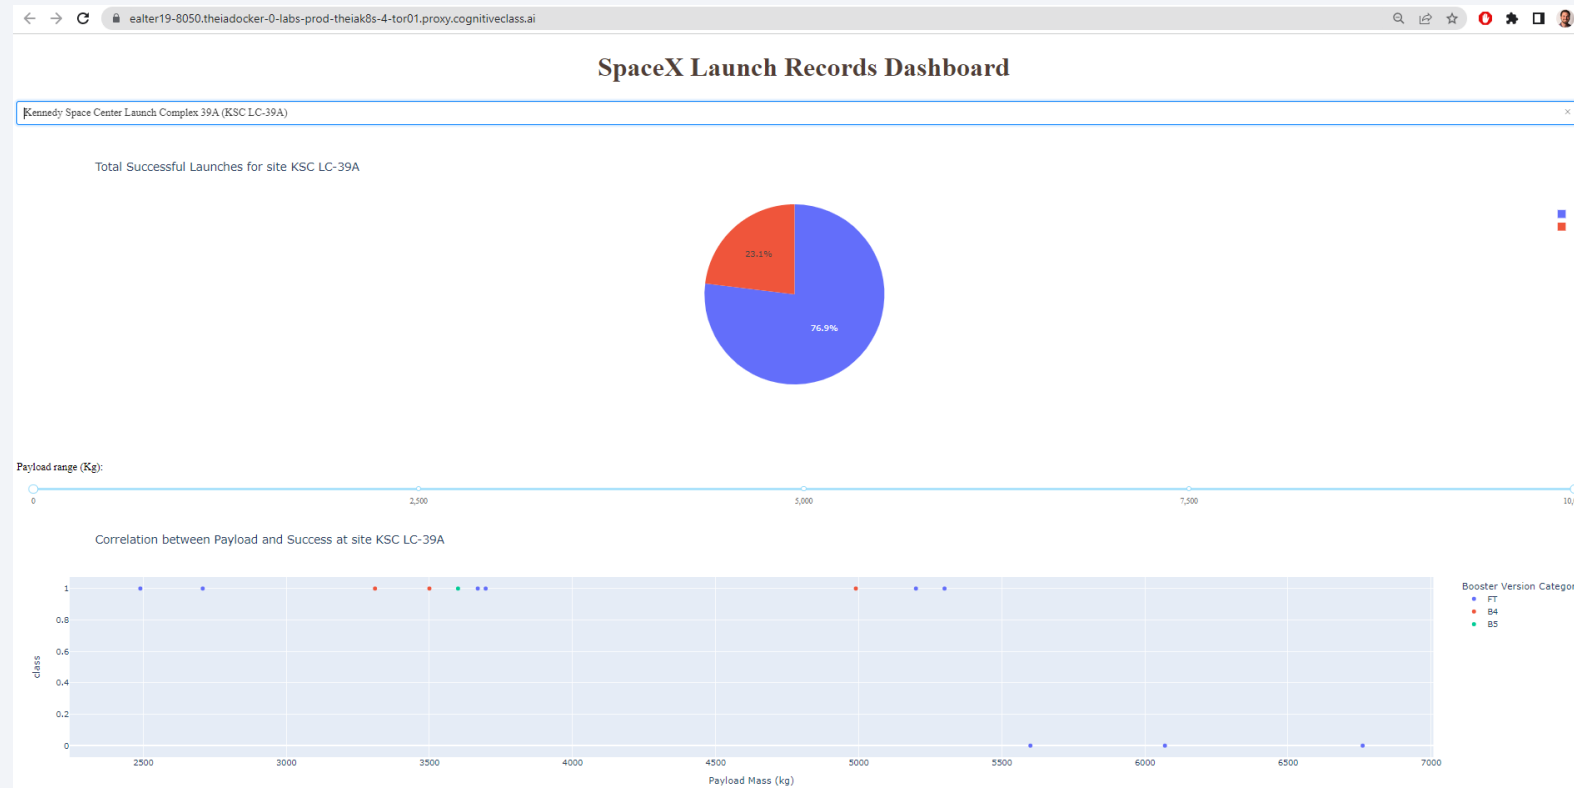 ealter19-8050.theiadocker-0-labs-prod-theiak8s-4-tor01.proxy.cognitiveclass.ai
SpaceX Launch Records Dashboard
Kennedy Space Center Launch Complex 39A (KSC LC-39A) ×
Total Successful Launches for site KSC LC-39A
23.1%
76.9%
Payload range (Kg):
0 2,500 5,000 7,500 10,
Correlation between Payload and Success at site KSC LC-39A
Booster Version Categor
FT
B4
B5
class
1
0.8
0.6
0.4
0.2
0
2500 3000 3500 4000 4500 5000 5500 6000 6500 7000
Payload Mass (kg)